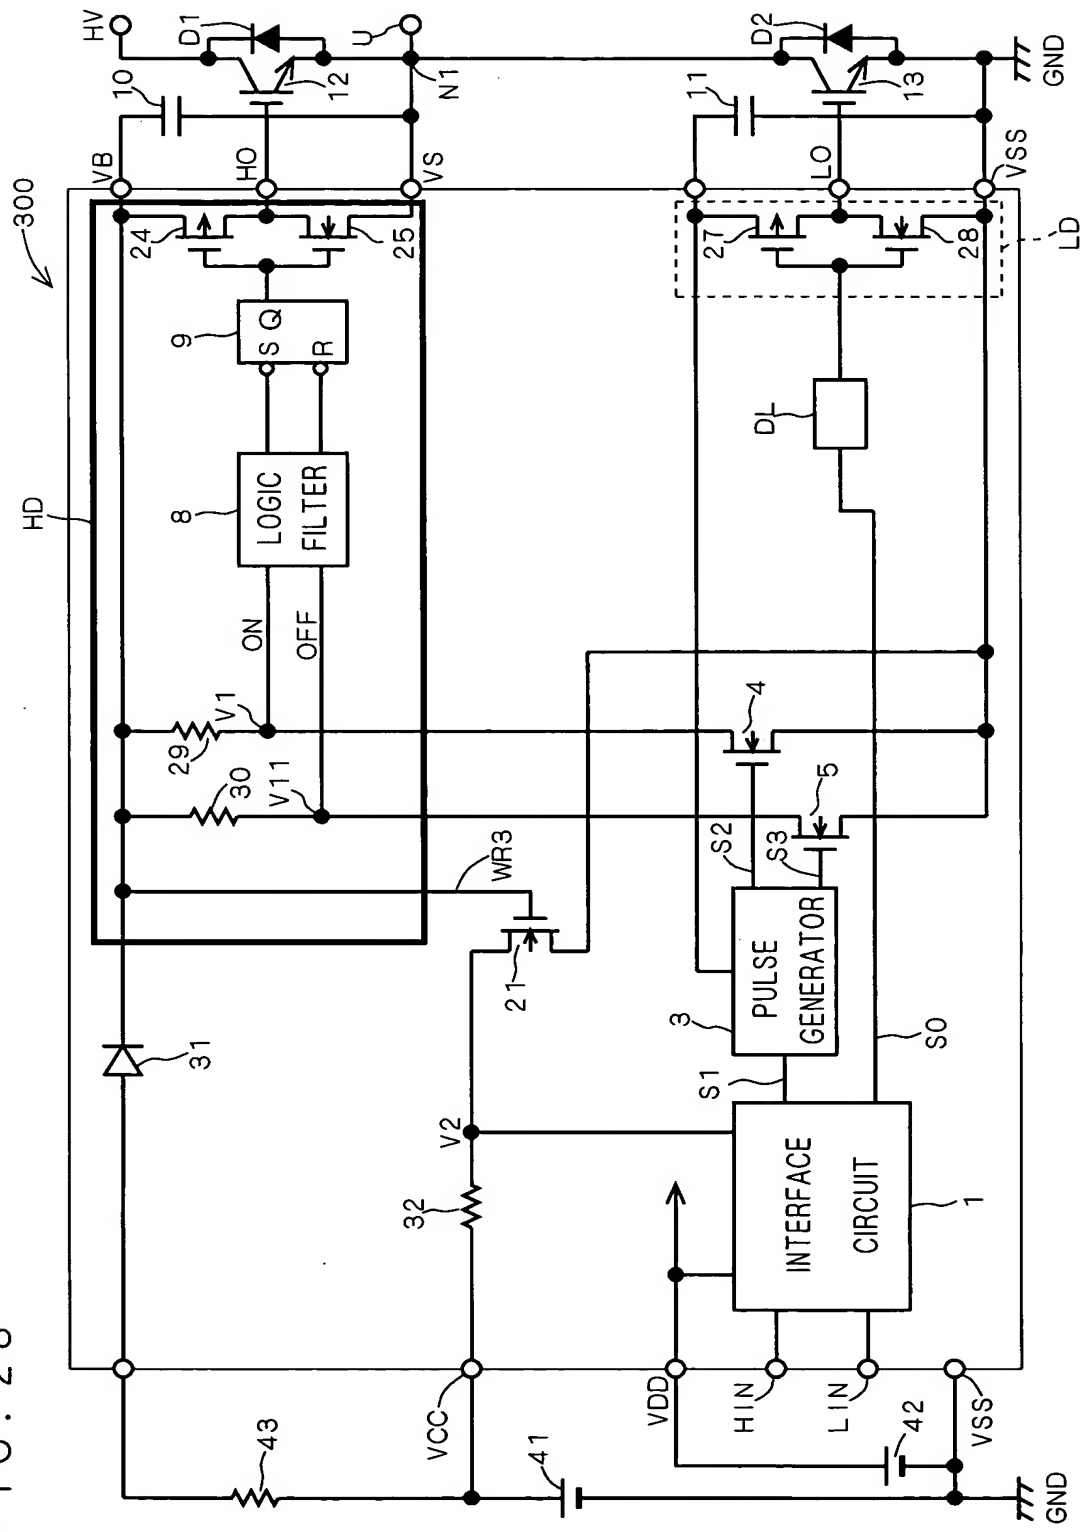 300
HV
D1
U
10
12
N1
VB
HO
VS
24
25
HD
9
S Q
R
8
LOGIC
FILTER
ON
OFF
V1
29
30
V11
WR3
31
21
V2
32
43
VCC
41
D2
11
13
GND
LO
VSS
27
28
LD
DL
4
5
S2
S3
3
PULSE
GENERATOR
S1
S0
INTERFACE
CIRCUIT
1
VDD
HIN
LIN
VSS
42
GND